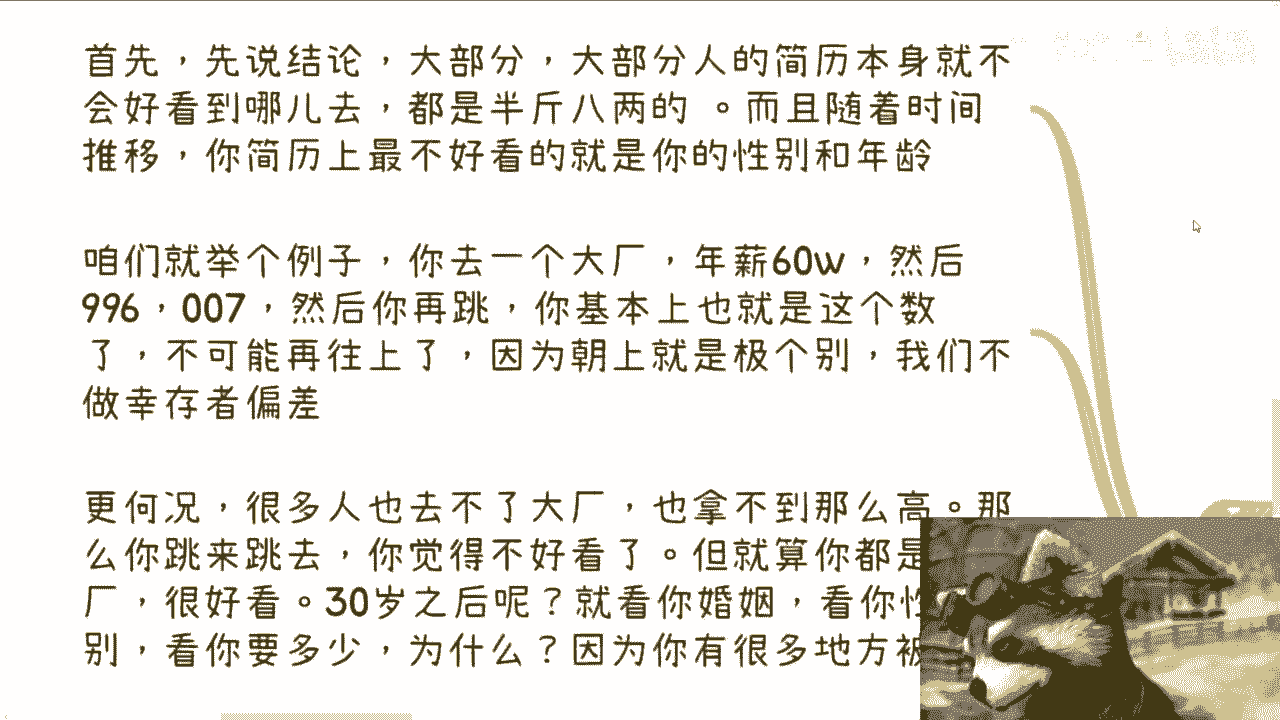 首先，先说结论，大部分，大部分人的简历本身就不
会好看到哪儿去，都是半斤八两的 。而且随着时间
推移，你简历上最不好看的就是你的性别和年龄
咱们就举个例子，你去一个大厂，年薪60w，然后
996，007，然后你再跳，你基本上也就是这个数
了，不可能再往上了，因为朝上就是极个别，我们不
做幸存者偏差
更何况，很多人也去不了大厂，也拿不到那么高。那
么你跳来跳去，你觉得不好看了。但就算你都是
厂，很好看。30岁之后呢？就看你婚姻，看你性
别，看你要多少，为什么？因为你有很多地方被